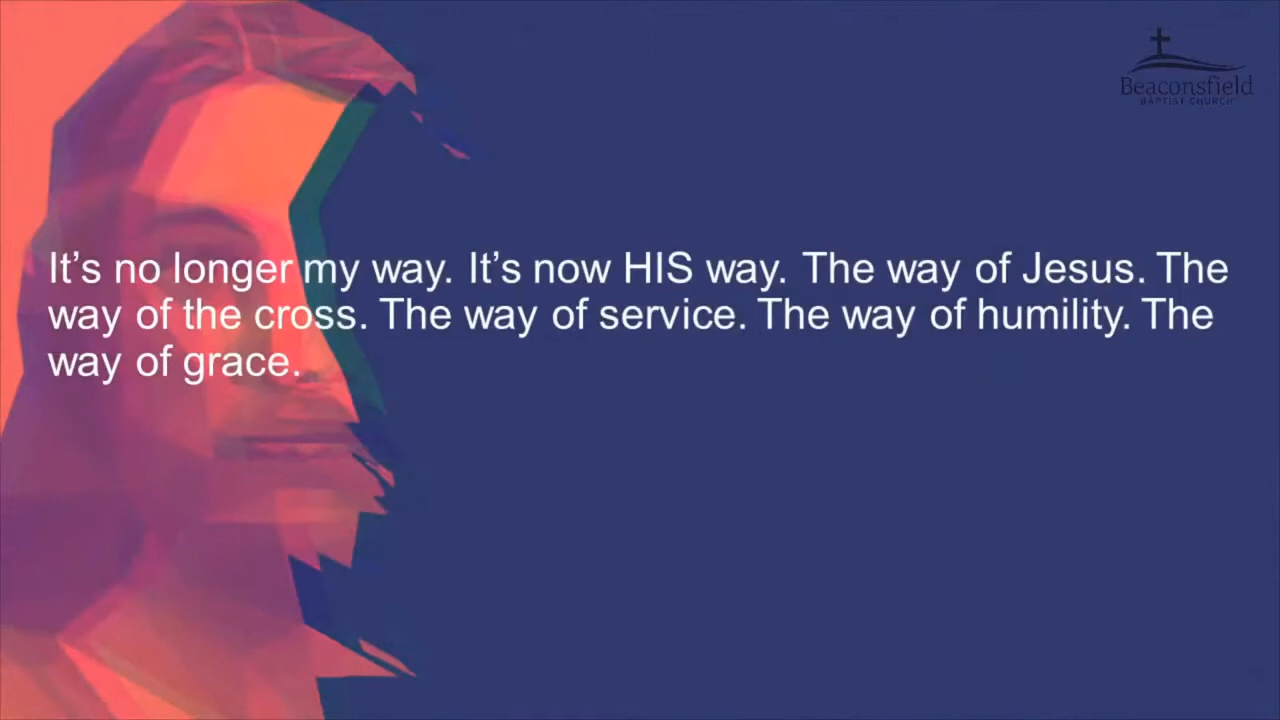 Beaconsfield
BAPTIST CHURCH
It’s no longer my way. It’s now HIS way. The way of Jesus. The
way of the cross. The way of service. The way of humility. The
way of grace.